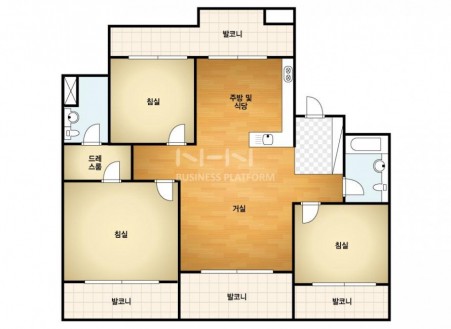 발코니
침실
주방 및
식당
드레
스룸
N-HN
BUSINESS PLATFORM
거실
침실
침실
발코니
발코니
발코니